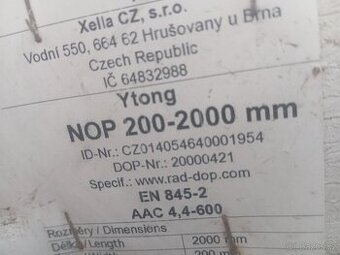 Xella CZ, s.r.o.
Vodní 550, 664 62 Hrušovany u Brna
Czech Republic
IČ 64832988
Ytong
NOP 200-2000 mm
ID-Nr.: CZ014054640001954
DOP-Nr.: 20000421
Specif.: www.rad-dop.com
EN 845-2
AAC 4,4-600
Rozměry / Dimensions
Délka/Length 2000 mm
200 mm